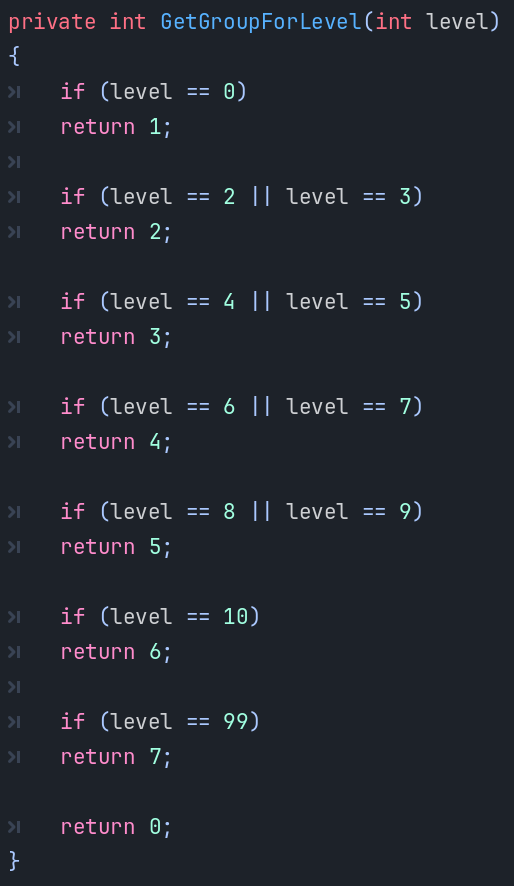 private int GetGroupForLevel(int level)
{
if (level == 0)
return 1;
if (level == 2 || level == 3)
return 2;
if (level == 4 || level == 5)
return 3;
if (level == 6 || level == 7)
return 4;
if (level == 8 || level == 9)
return 5;
if (level == 10)
return 6;
if (level == 99)
return 7;
return 0;
}